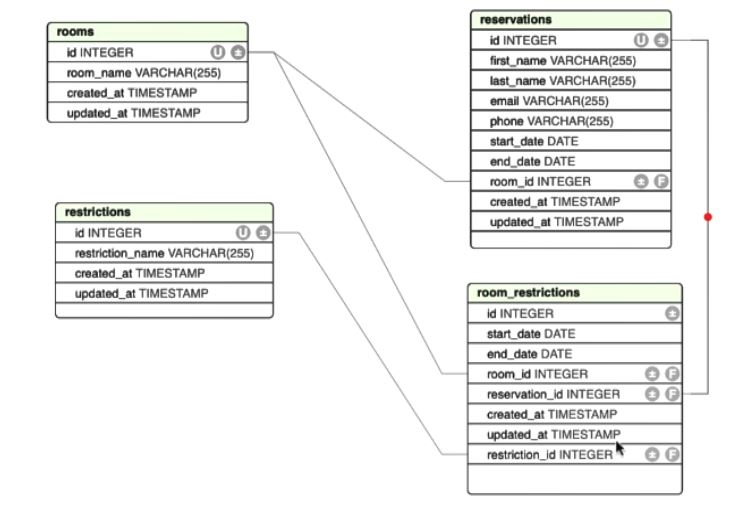 rooms
id INTEGER U ±
room_name VARCHAR(255)
created_at TIMESTAMP
updated_at TIMESTAMP
restrictions
id INTEGER U ±
restriction_name VARCHAR(255)
created_at TIMESTAMP
updated_at TIMESTAMP
reservations
id INTEGER U ±
first_name VARCHAR(255)
last_name VARCHAR(255)
email VARCHAR(255)
phone VARCHAR(255)
start_date DATE
end_date DATE
room_id INTEGER ± F
created_at TIMESTAMP
updated_at TIMESTAMP
room_restrictions
id INTEGER ±
start_date DATE
end_date DATE
room_id INTEGER ± F
reservation_id INTEGER ± F
created_at TIMESTAMP
updated_at TIMESTAMP
restriction_id INTEGER ± F